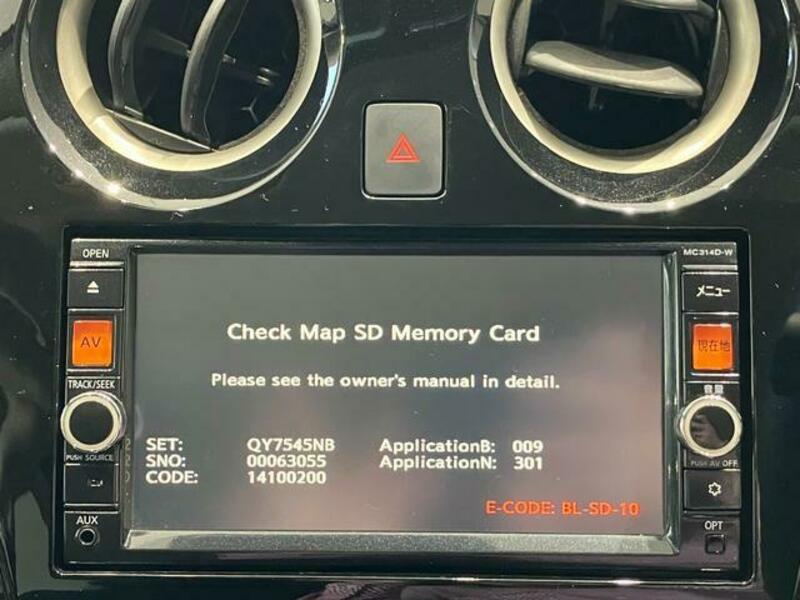 OPEN
MC314D-W
メニュー
AV
現在地
TRACK/SEEK
音量
Check Map SD Memory Card
Please see the owner's manual in detail.
SET: QY7545NB ApplicationB: 009
SNO: 00063055 ApplicationN: 301
CODE: 14100200
E-CODE: BL-SD-10
PUSH SOURCE
PUSH AV OFF
AUX
OPT